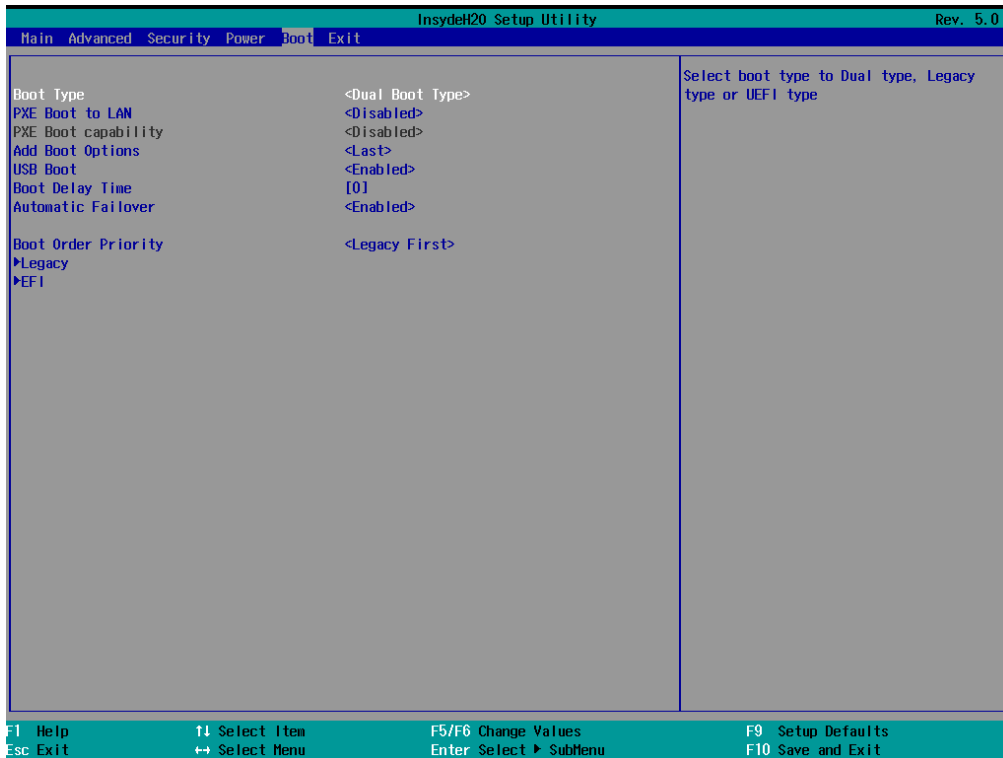 InsydeH20 Setup Utility Rev. 5.0
Main Advanced Security Power Boot Exit
Boot Type <Dual Boot Type>
PXE Boot to LAN <Disabled>
PXE Boot capability <Disabled>
Add Boot Options <Last>
USB Boot <Enabled>
Boot Delay Time [0]
Automatic Failover <Enabled>
Boot Order Priority <Legacy First>
▶Legacy
▶EFI
Select boot type to Dual type, Legacy
type or UEFI type
F1 Help ↑↓ Select Item F5/F6 Change Values F9 Setup Defaults
Esc Exit ↔ Select Menu Enter Select ▶ SubMenu F10 Save and Exit